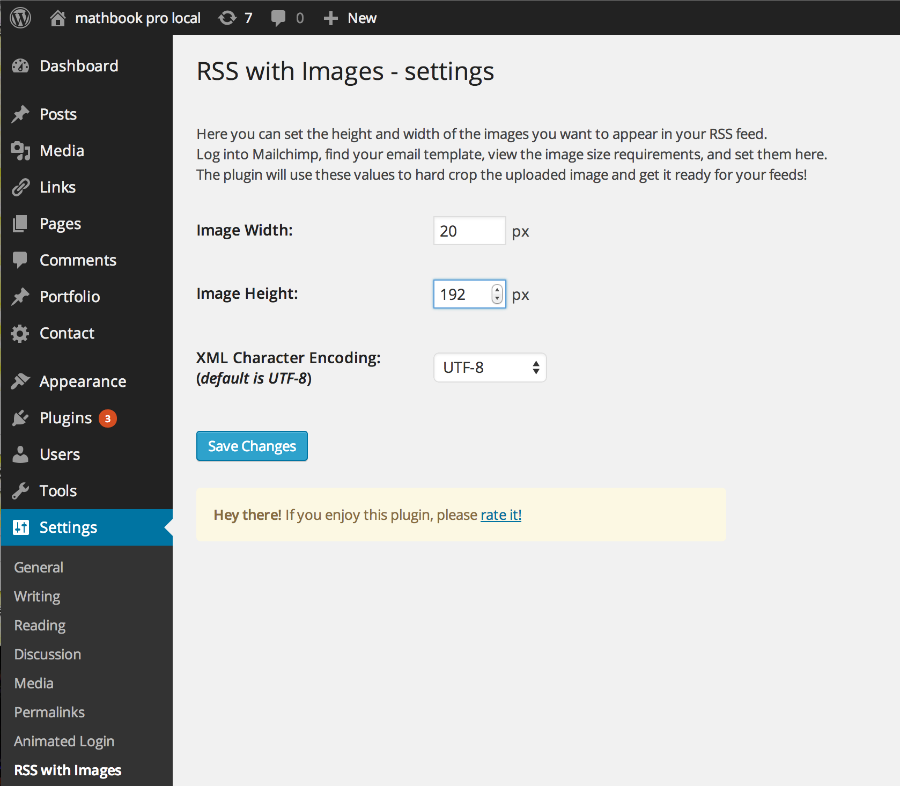 mathbook pro local 7 0 New
Dashboard
Posts
Media
Links
Pages
Comments
Portfolio
Contact
Appearance
Plugins 3
Users
Tools
Settings
General
Writing
Reading
Discussion
Media
Permalinks
Animated Login
RSS with Images
RSS with Images - settings
Here you can set the height and width of the images you want to appear in your RSS feed.
Log into Mailchimp, find your email template, view the image size requirements, and set them here.
The plugin will use these values to hard crop the uploaded image and get it ready for your feeds!
Image Width: 20 px
Image Height: 192 px
XML Character Encoding: UTF-8
(default is UTF-8)
Save Changes
Hey there! If you enjoy this plugin, please rate it!